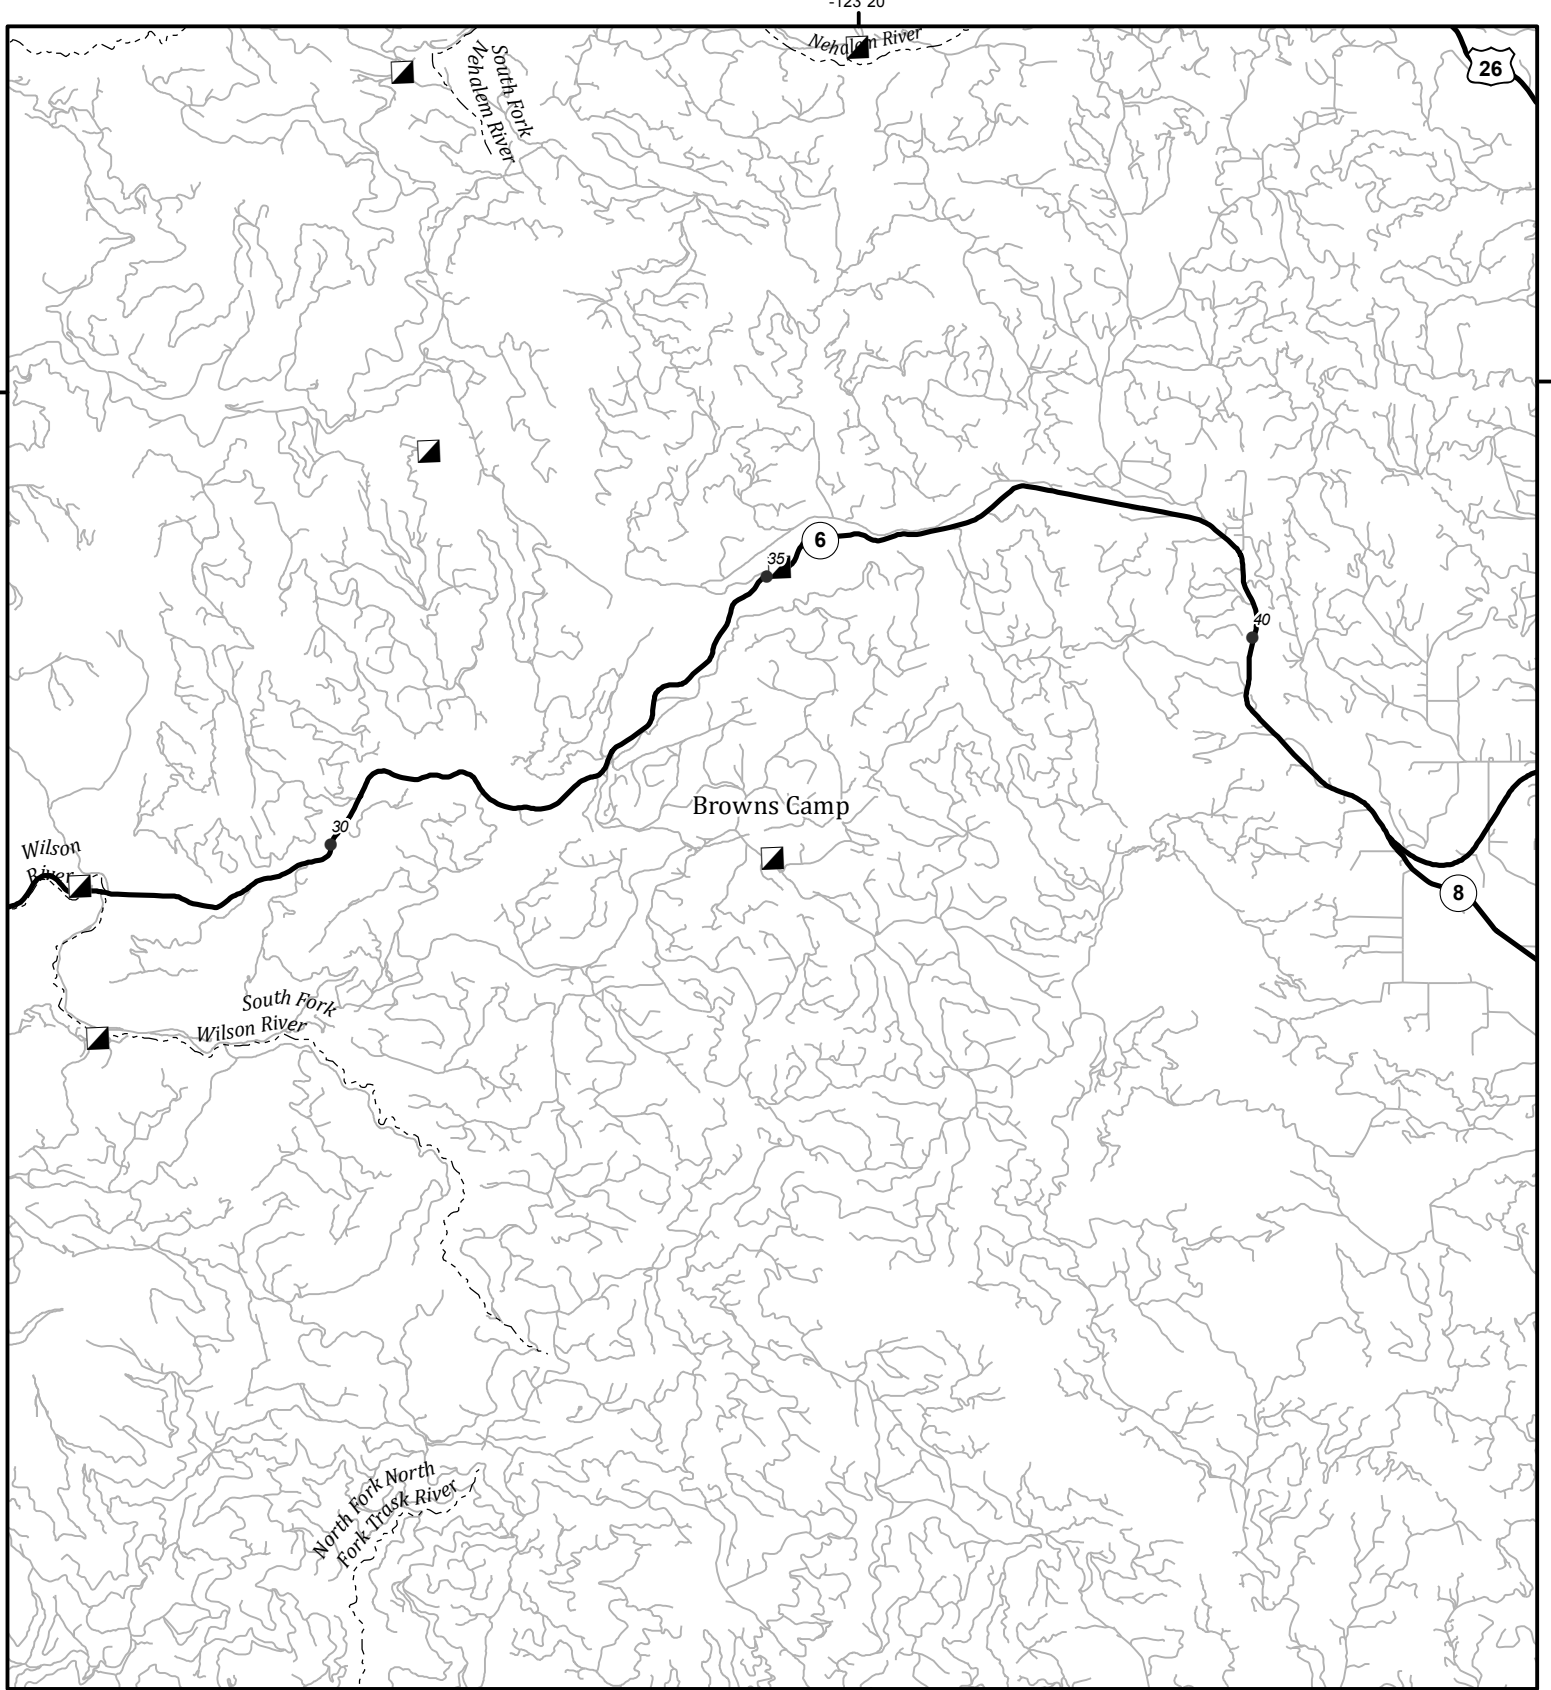 -123 20
Nehalem River
26
South Fork
Nehalem River
6
35
40
Browns Camp
30
Wilson
River
8
South Fork
Wilson River
North Fork North
Fork Trask River